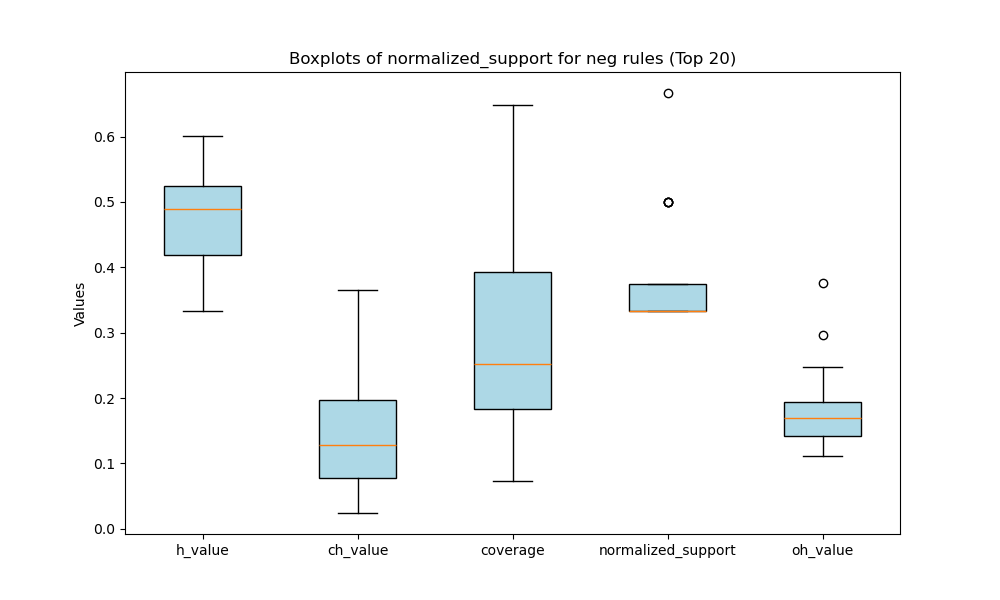 Boxplots of normalized_support for neg rules (Top 20)
Values
0.6
0.5
0.4
0.3
0.2
0.1
0.0
h_value
ch_value
coverage
normalized_support
oh_value